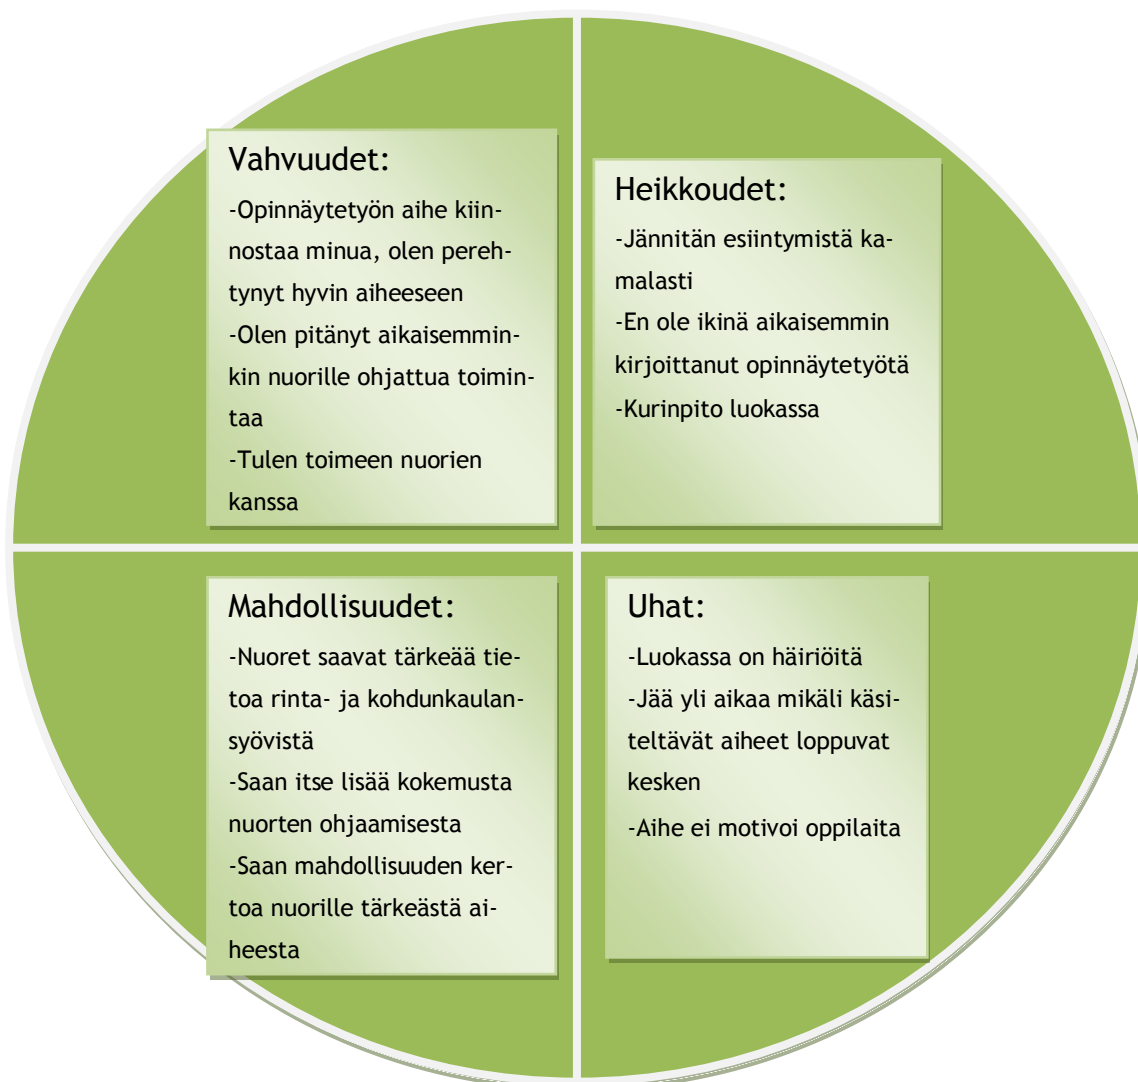 Vahvuudet:
-Opinnäytetyön aihe kiin-
nostaa minua, olen pereh-
tynyt hyvin aiheeseen
-Olen pitänyt aikaisemmin-
kin nuorille ohjattua toimin-
taa
-Tulen toimeen nuorien
kanssa
Heikkoudet:
-Jännitän esiintymistä ka-
malasti
-En ole ikinä aikaisemmin
kirjoittanut opinnäytetyötä
-Kurinpito luokassa
Mahdollisuudet:
-Nuoret saavat tärkeää tie-
toa rinta- ja kohdunkaulan-
syövistä
-Saan itse lisää kokemusta
nuorten ohjaamisesta
-Saan mahdollisuuden ker-
toa nuorille tärkeästä ai-
heesta
Uhat:
-Luokassa on häiriöitä
-Jää yli aikaa mikäli käsi-
teltävät aiheet loppuvat
kesken
-Aihe ei motivoi oppilaita